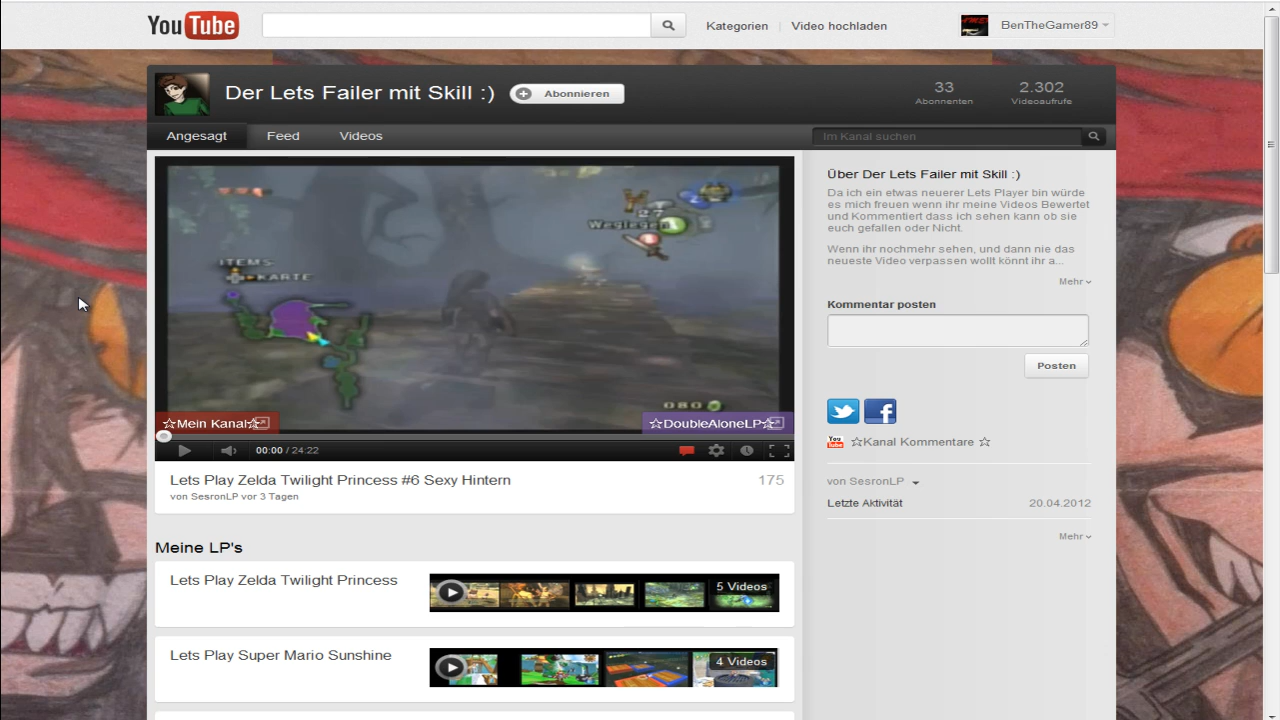 YouTube
Kategorien
Video hochladen
BenTheGamer89
Der Lets Failer mit Skill :)
Abonnieren
33
Abonnenten
2.302
Videoaufrufe
Angesagt
Feed
Videos
Im Kanal suchen
27
Weglegen
ITEMS
KARTE
080
☆Mein Kanal☆
☆DoubleAloneLP☆
00:00 / 24:22
Lets Play Zelda Twilight Princess #6 Sexy Hintern
175
von SesronLP vor 3 Tagen
Meine LP's
Lets Play Zelda Twilight Princess
5 Videos
Lets Play Super Mario Sunshine
4 Videos
Über Der Lets Failer mit Skill :)
Da ich ein etwas neuerer Lets Player bin würde
es mich freuen wenn ihr meine Videos Bewertet
und Kommentiert dass ich sehen kann ob sie
euch gefallen oder Nicht.
Wenn ihr nochmehr sehen, und dann nie das
neueste Video verpassen wollt könnt ihr a...
Mehr
Kommentar posten
Posten
You Tube
☆Kanal Kommentare ☆
von SesronLP
Letzte Aktivität
20.04.2012
Mehr